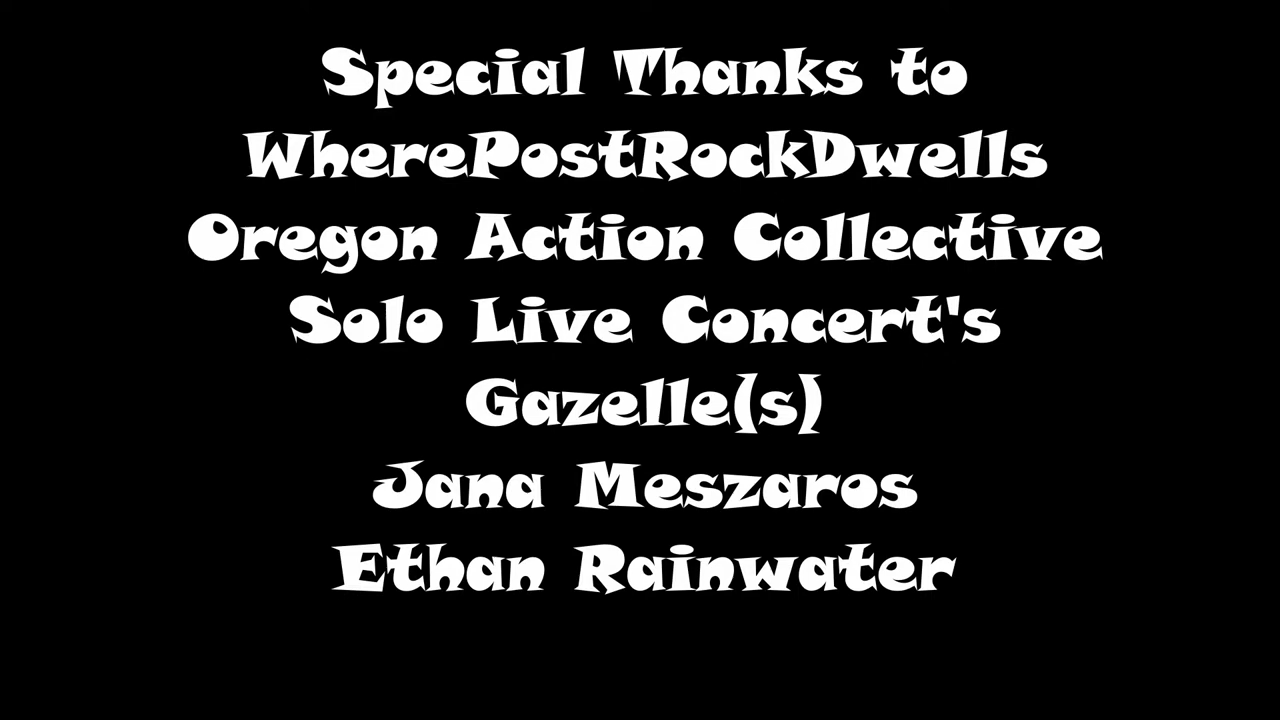 Special Thanks to
WherePostRockDwells
Oregon Action Collective
Solo Live Concert's
Gazelle(s)
Jana Meszaros
Ethan Rainwater